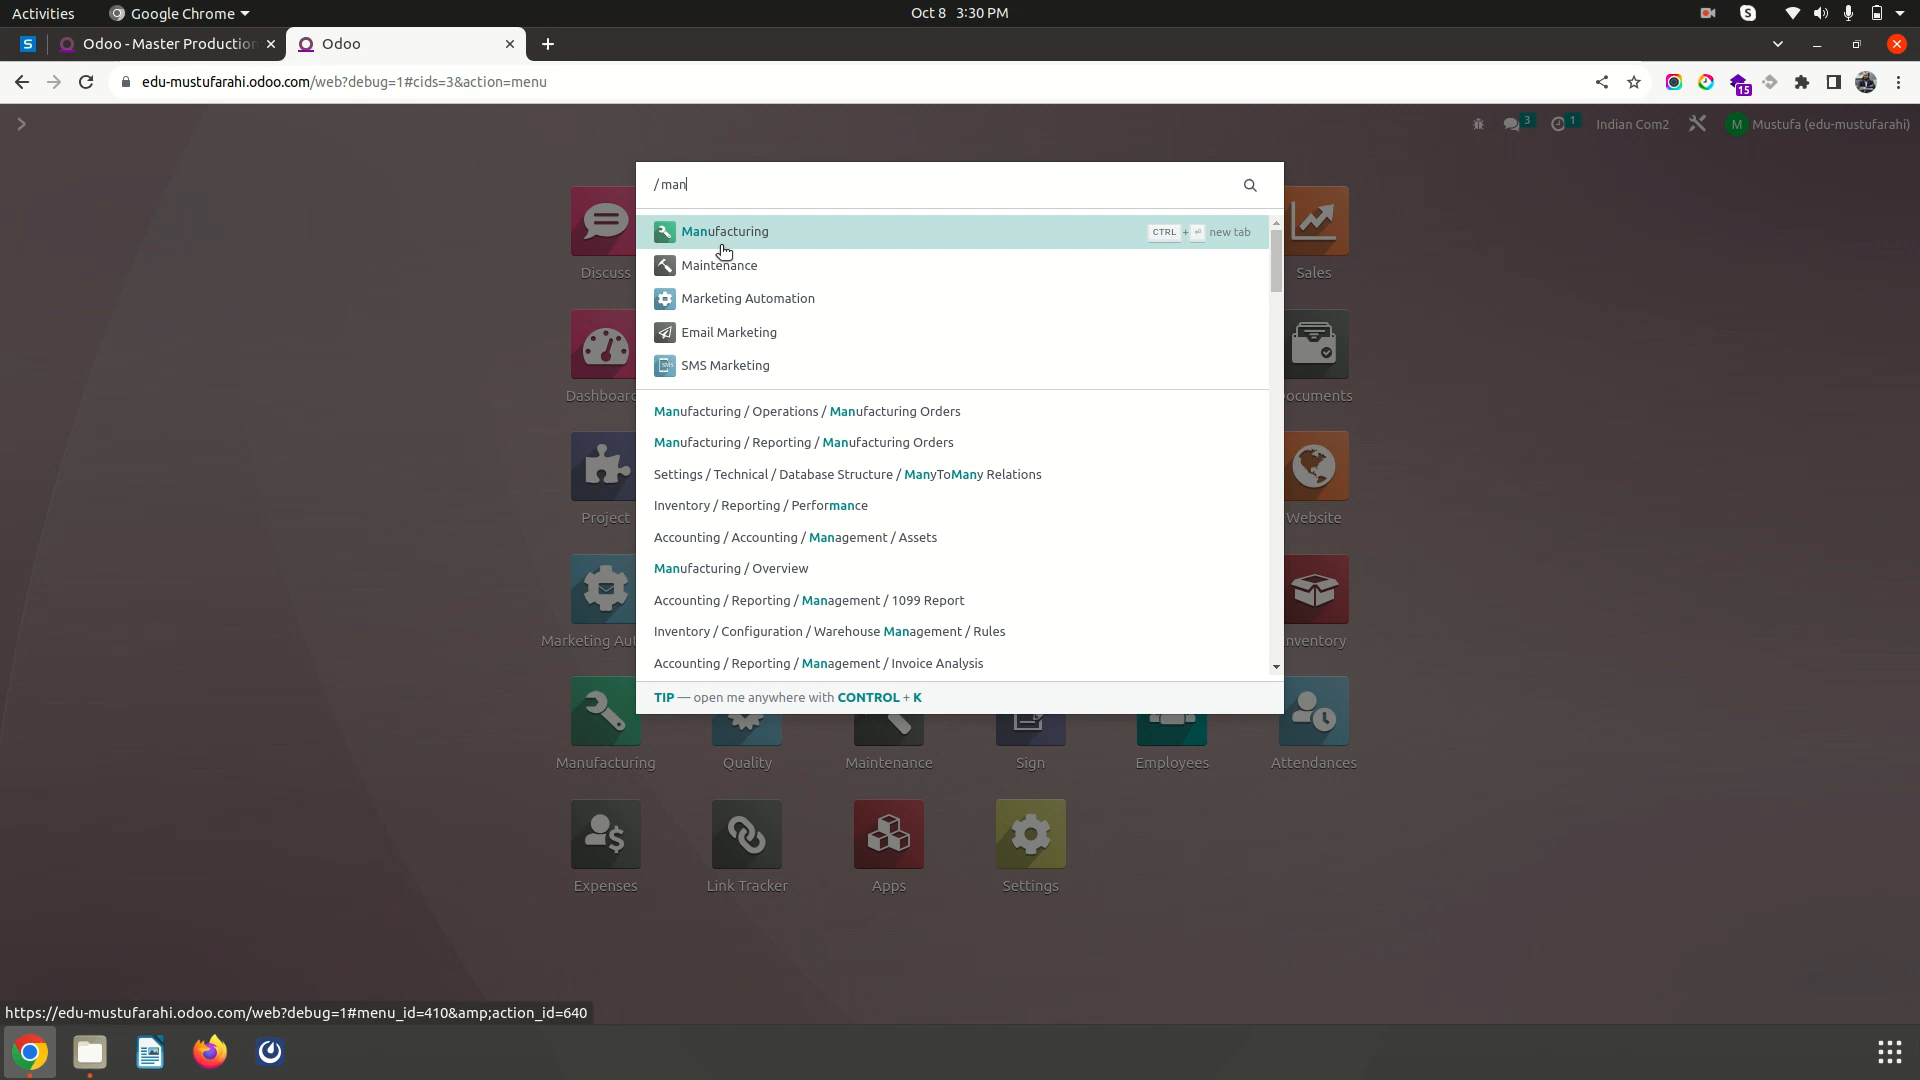 Activities Google Chrome Oct 8 3:30 PM
S Odoo - Master Production Odoo
edu-mustufarahi.odoo.com/web?debug=1#cids=3&action=menu 15
3 1 Indian Com2 M Mustufa (edu-mustufarahi)
/ man
Manufacturing CTRL + new tab
Maintenance
Marketing Automation
Email Marketing
SMS Marketing
Manufacturing / Operations / Manufacturing Orders
Manufacturing / Reporting / Manufacturing Orders
Settings / Technical / Database Structure / ManyToMany Relations
Inventory / Reporting / Performance
Accounting / Accounting / Management / Assets
Manufacturing / Overview
Accounting / Reporting / Management / 1099 Report
Inventory / Configuration / Warehouse Management / Rules
Accounting / Reporting / Management / Invoice Analysis
TIP — open me anywhere with CONTROL + K
Discuss Sales
Dashboard ocuments
Project Website
Marketing Aut nventory
Manufacturing Quality Maintenance Sign Employees Attendances
Expenses Link Tracker Apps Settings
https://edu-mustufarahi.odoo.com/web?debug=1#menu_id=410&amp;action_id=640